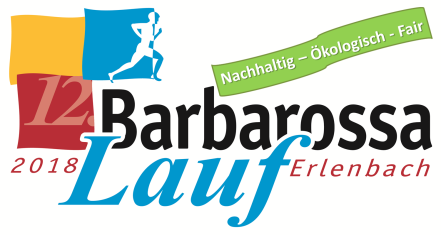 Nachhaltig – Ökologisch - Fair
12. Barbarossa
2018 Lauf Erlenbach